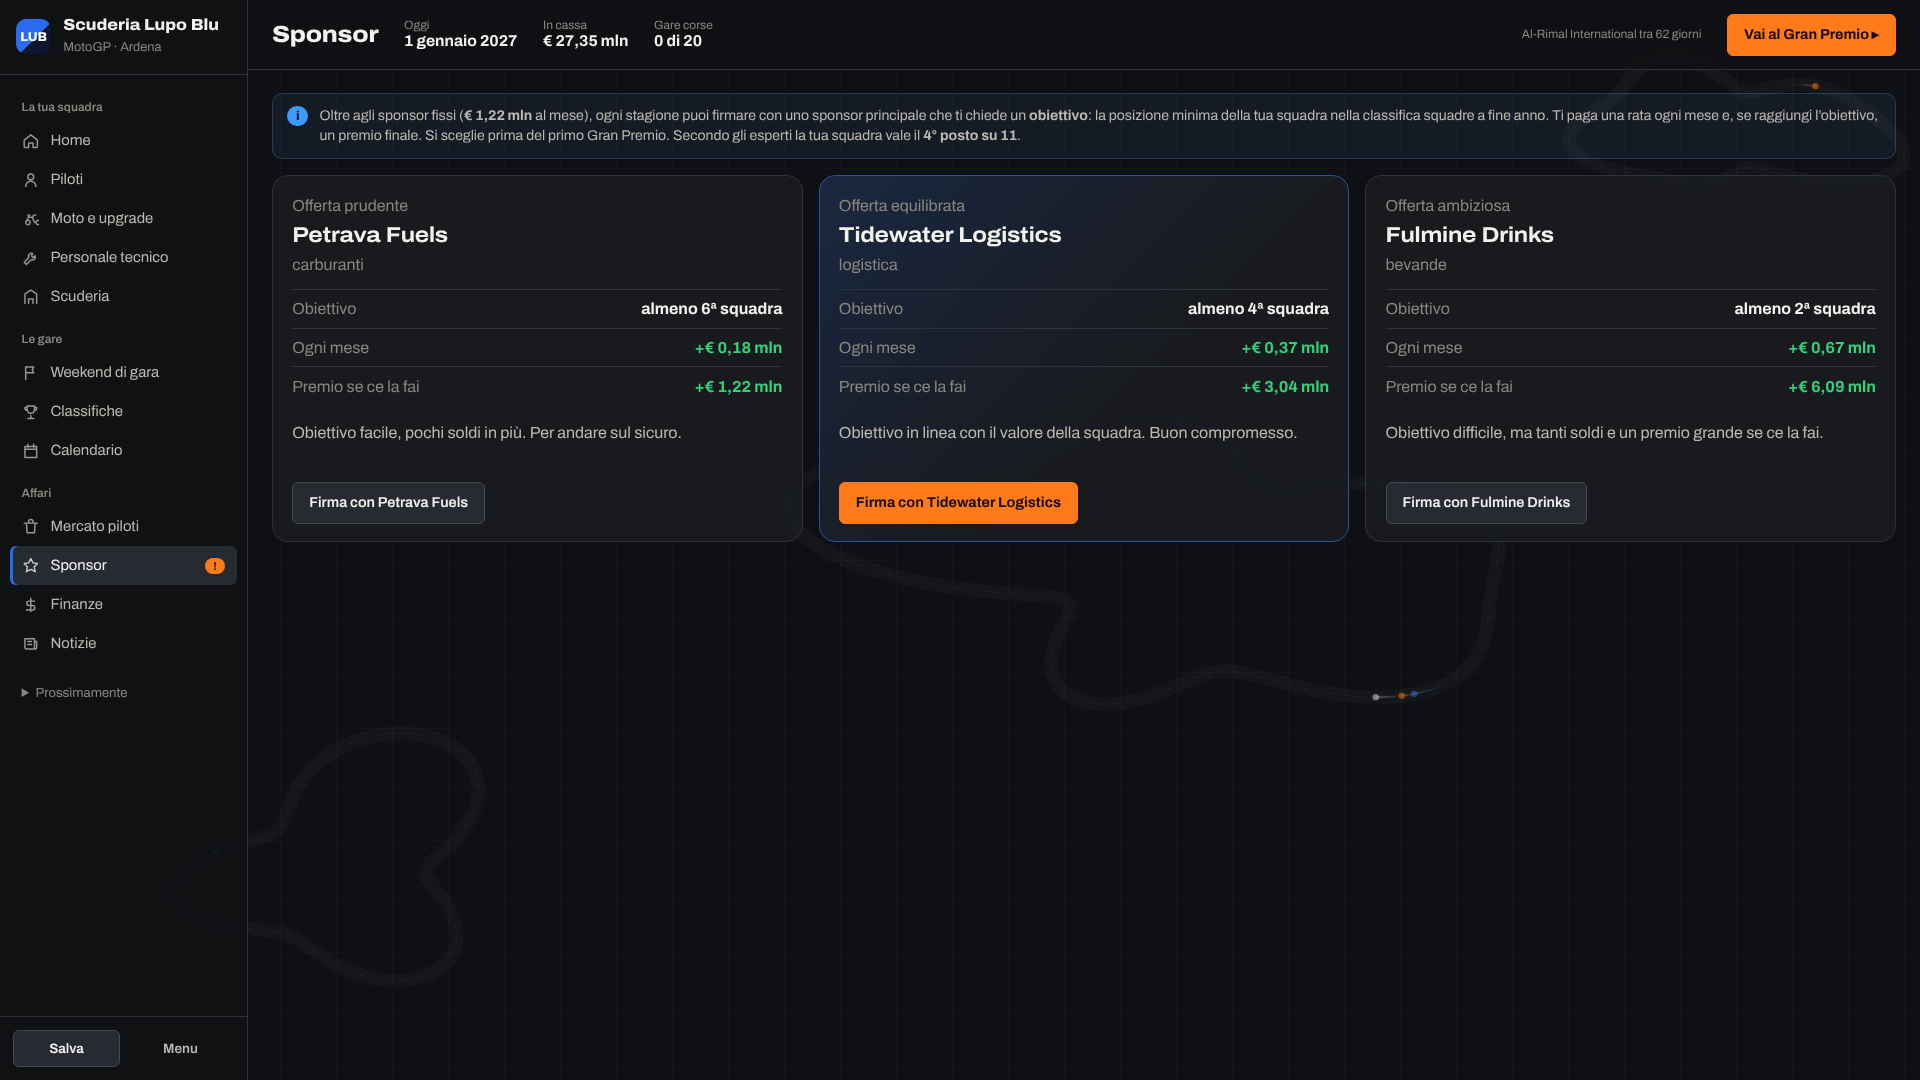 LUB
Scuderia Lupo Blu
MotoGP · Ardena
La tua squadra
Home
Piloti
Moto e upgrade
Personale tecnico
Scuderia
Le gare
Weekend di gara
Classifiche
Calendario
Affari
Mercato piloti
Sponsor
!
Finanze
Notizie
Prossimamente
Salva
Menu
Sponsor
Oggi
1 gennaio 2027
In cassa
€ 27,35 mln
Gare corse
0 di 20
Al-Rimal International tra 62 giorni
Vai al Gran Premio ▸
i
Oltre agli sponsor fissi (€ 1,22 mln al mese), ogni stagione puoi firmare con uno sponsor principale che ti chiede un obiettivo: la posizione minima della tua squadra nella classifica squadre a fine anno. Ti paga una rata ogni mese e, se raggiungi l'obiettivo,
un premio finale. Si sceglie prima del primo Gran Premio. Secondo gli esperti la tua squadra vale il 4° posto su 11.
Offerta prudente
Petrava Fuels
carburanti
Obiettivo almeno 6ª squadra
Ogni mese +€ 0,18 mln
Premio se ce la fai +€ 1,22 mln
Obiettivo facile, pochi soldi in più. Per andare sul sicuro.
Firma con Petrava Fuels
Offerta equilibrata
Tidewater Logistics
logistica
Obiettivo almeno 4ª squadra
Ogni mese +€ 0,37 mln
Premio se ce la fai +€ 3,04 mln
Obiettivo in linea con il valore della squadra. Buon compromesso.
Firma con Tidewater Logistics
Offerta ambiziosa
Fulmine Drinks
bevande
Obiettivo almeno 2ª squadra
Ogni mese +€ 0,67 mln
Premio se ce la fai +€ 6,09 mln
Obiettivo difficile, ma tanti soldi e un premio grande se ce la fai.
Firma con Fulmine Drinks